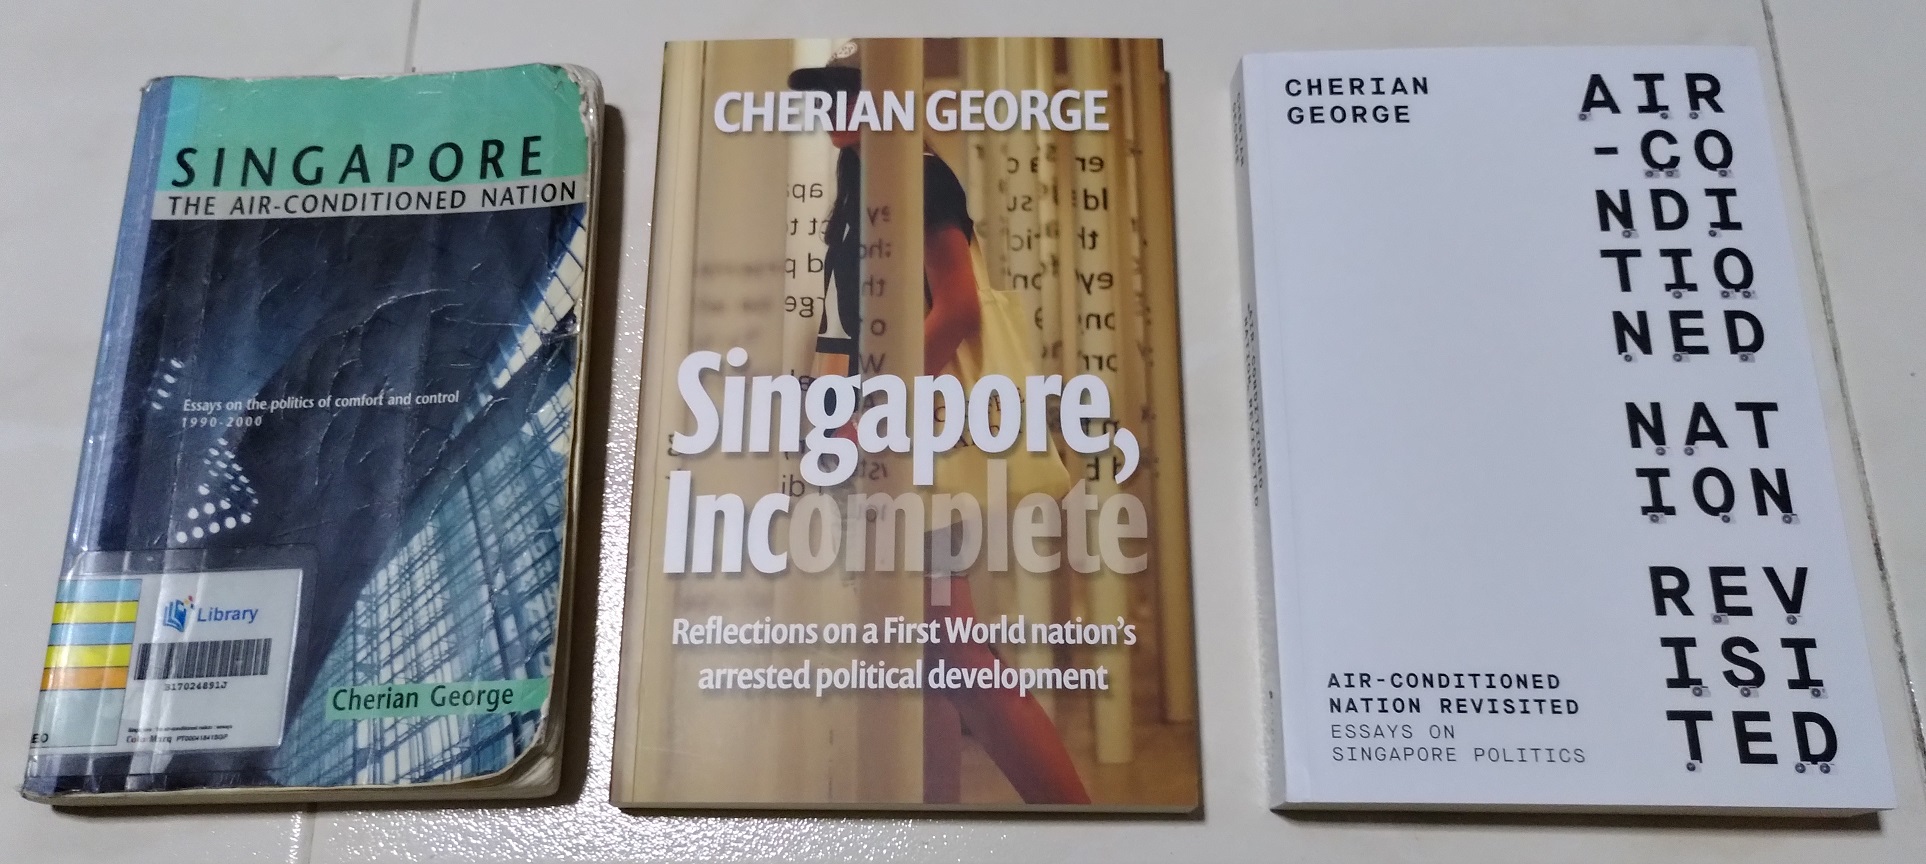 SINGAPORE
THE AIR-CONDITIONED NATION
Essays on the politics of comfort and control
1990-2000
Library
B1702489IJ
Cherian George
CHERIAN GEORGE
Singapore,
Incomplete
Reflections on a First World nation's
arrested political development
CHERIAN
GEORGE
AIR
-CO
NDI
TIO
NED
NAT
ION
REV
ISI
TED
AIR-CONDITIONED
NATION REVISITED
ESSAYS ON
SINGAPORE POLITICS